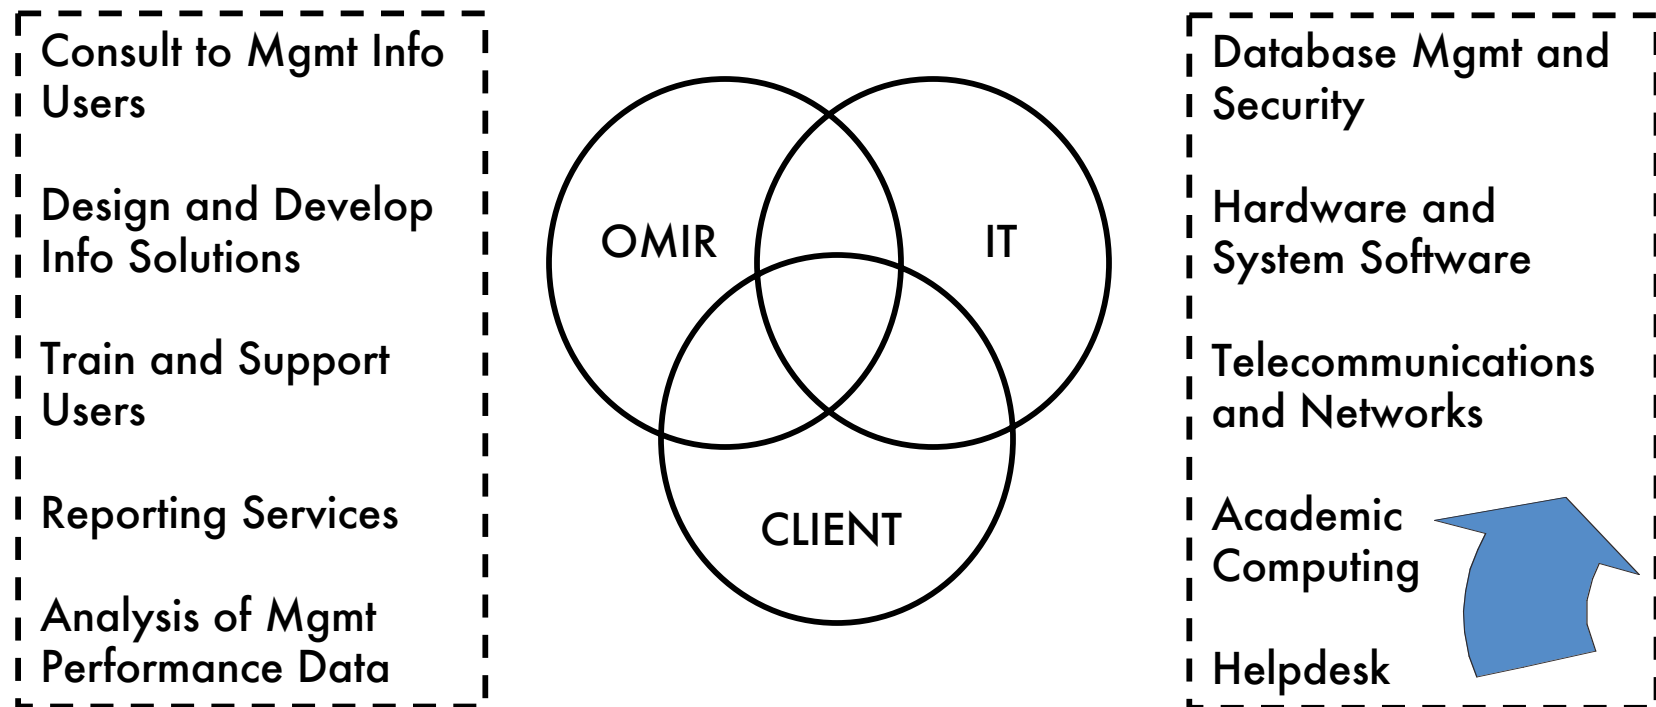 Consult to Mgmt Info
Users
Design and Develop
Info Solutions
Train and Support
Users
Reporting Services
Analysis of Mgmt
Performance Data
OMIR
IT
CLIENT
Database Mgmt and
Security
Hardware and
System Software
Telecommunications
and Networks
Academic
Computing
Helpdesk